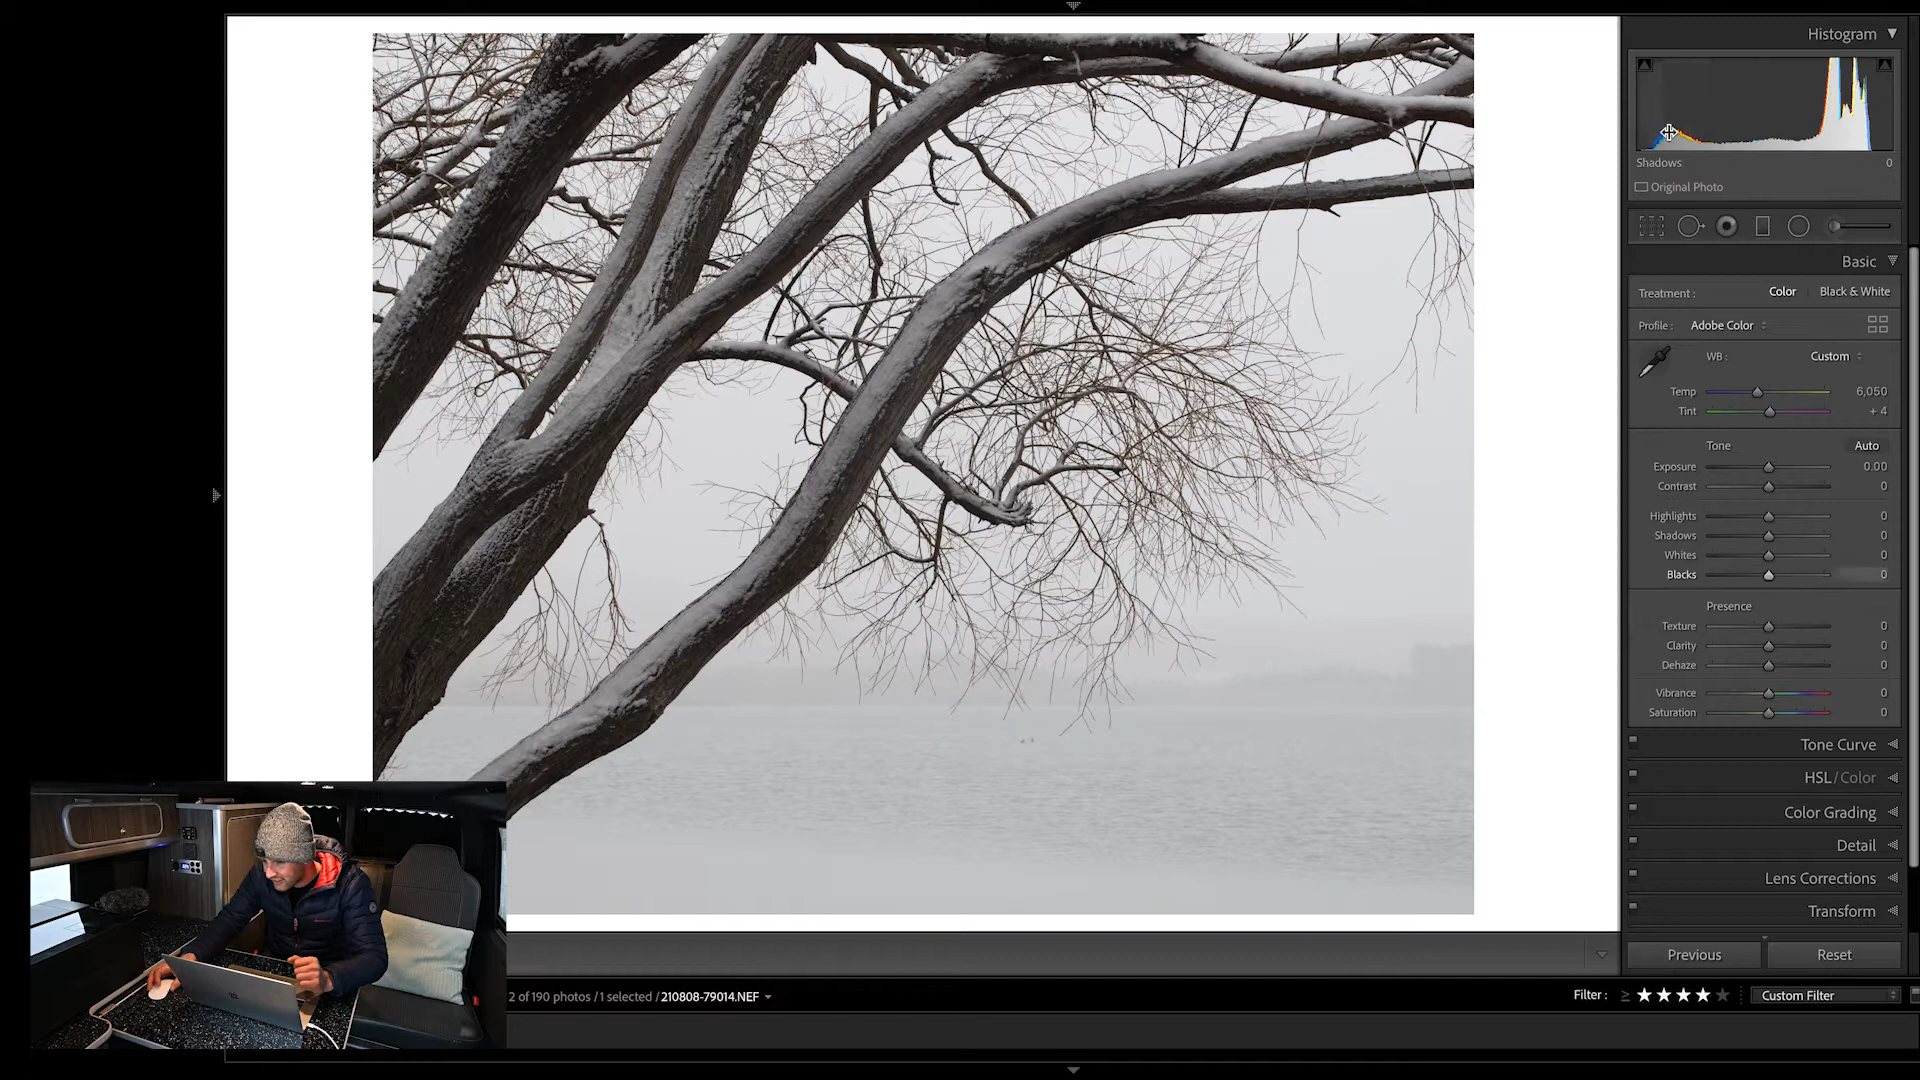 Histogram
Shadows 0
Original Photo
Basic
Treatment : Color Black & White
Profile : Adobe Color
WB : Custom
Temp 6,050
Tint + 4
Tone Auto
Exposure 0.00
Contrast 0
Highlights 0
Shadows 0
Whites 0
Blacks 0
Presence
Texture 0
Clarity 0
Dehaze 0
Vibrance 0
Saturation 0
Tone Curve
HSL / Color
Color Grading
Detail
Lens Corrections
Transform
Previous Reset
2 of 190 photos / 1 selected / 210808-79014.NEF
Filter : ≥ ★★★★★ Custom Filter